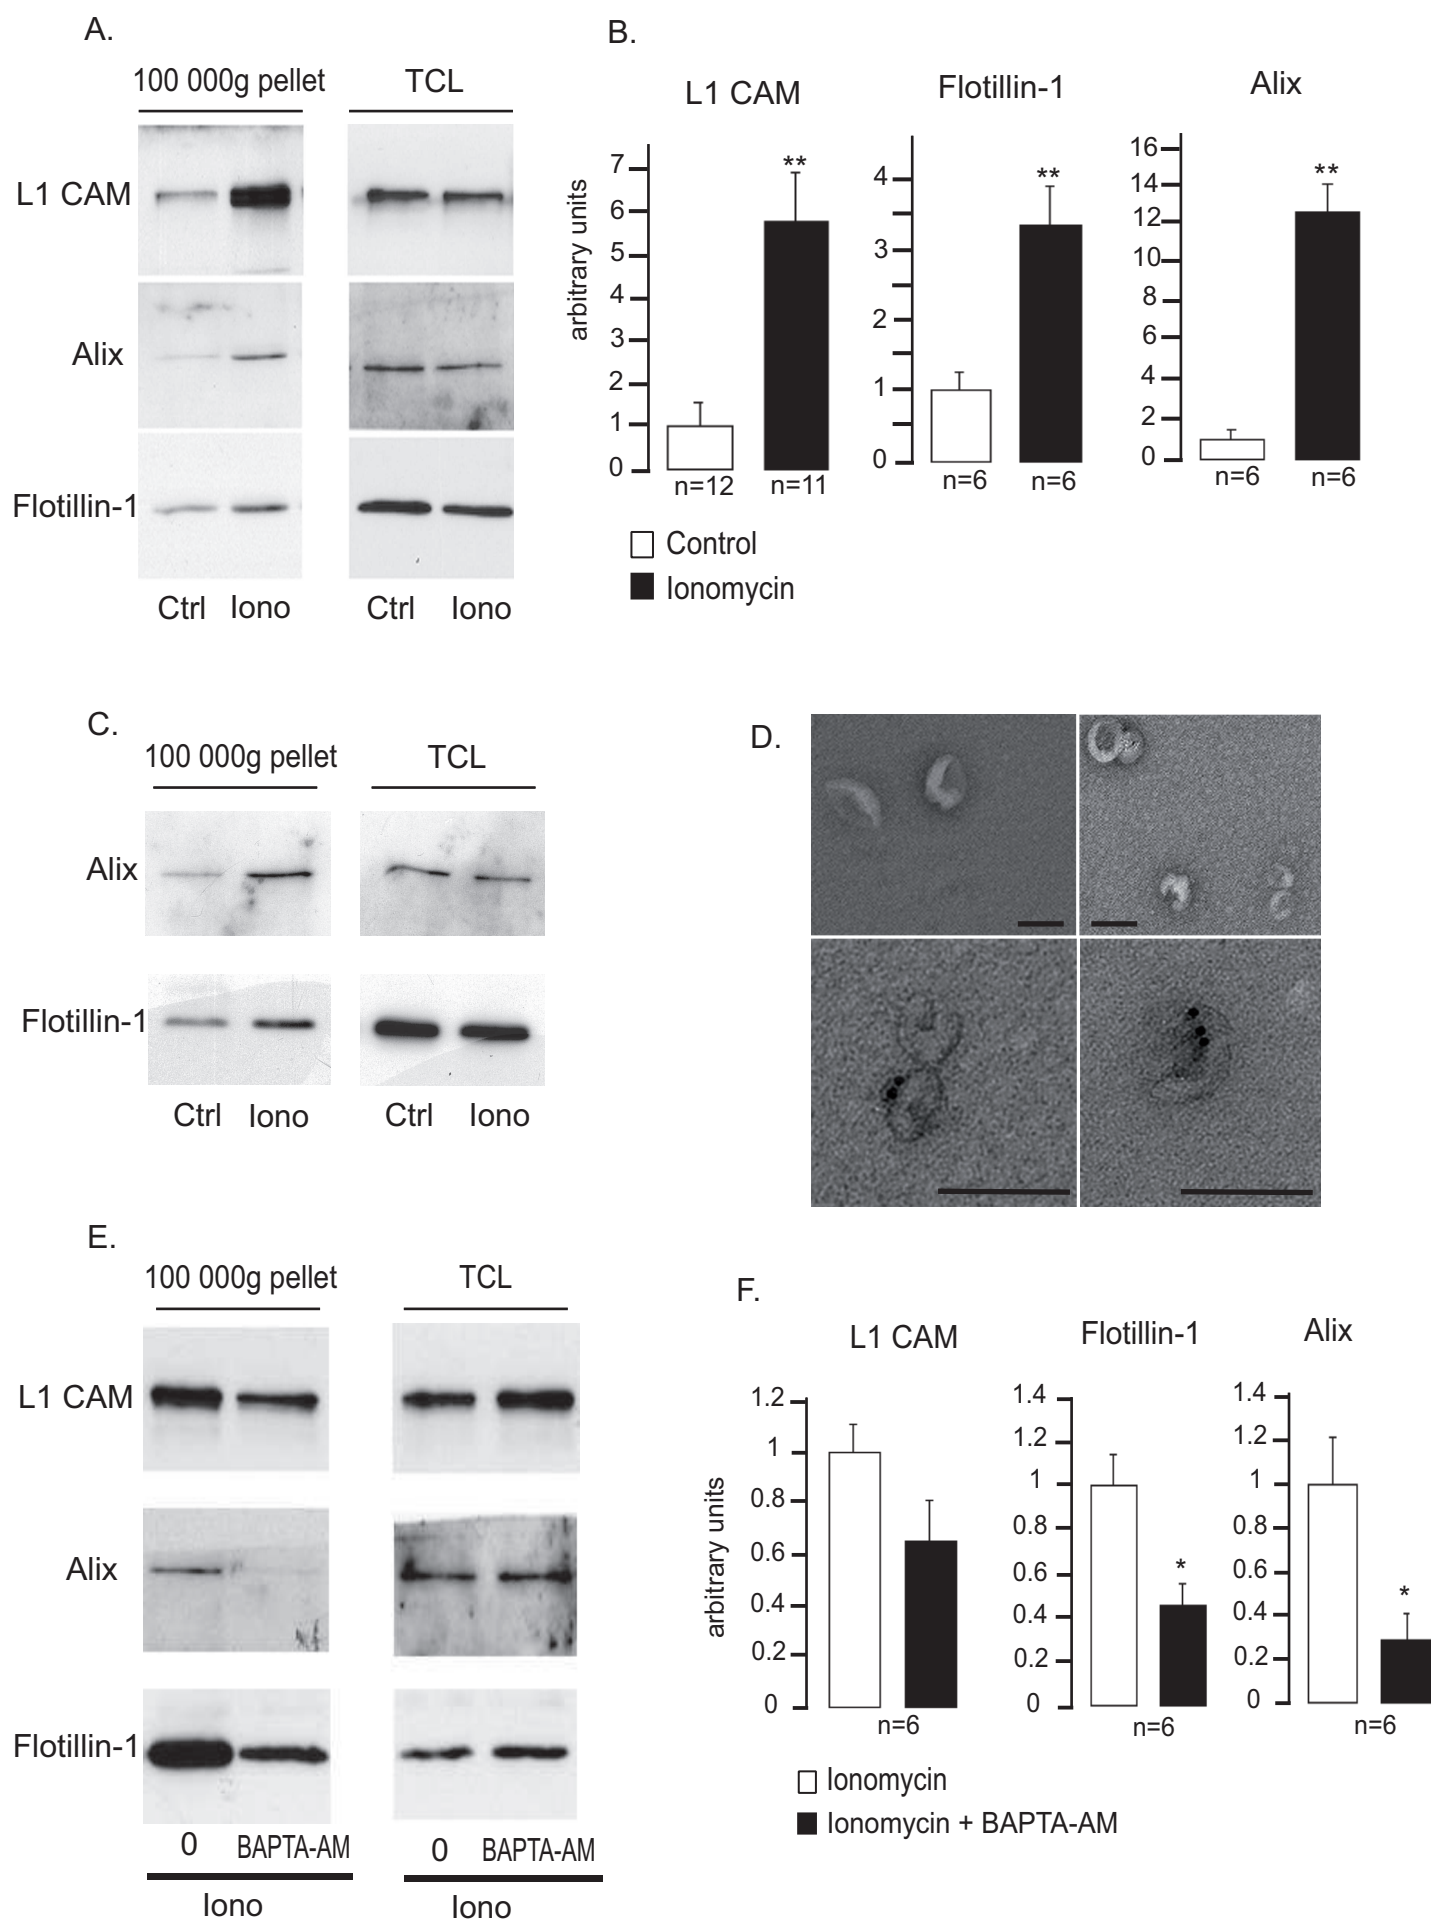 A.
100 000g pellet
TCL
L1 CAM
Alix
Flotillin-1
Ctrl Iono
Ctrl Iono
B.
L1 CAM
Flotillin-1
Alix
arbitrary units
7
6
5
4
3
2
1
0
**
n=12
n=11
4
3
2
1
0
**
n=6
n=6
16
14
12
10
8
6
4
2
0
**
n=6
n=6
Control
Ionomycin
C.
100 000g pellet
TCL
Alix
Flotillin-1
Ctrl Iono
Ctrl Iono
D.
E.
100 000g pellet
TCL
L1 CAM
Alix
Flotillin-1
0 BAPTA-AM
Iono
0 BAPTA-AM
Iono
F.
L1 CAM
Flotillin-1
Alix
arbitrary units
1.2
1
0.8
0.6
0.4
0.2
0
n=6
1.4
1.2
1
0.8
0.6
0.4
0.2
0
*
n=6
1.4
1.2
1
0.8
0.6
0.4
0.2
0
*
n=6
Ionomycin
Ionomycin + BAPTA-AM